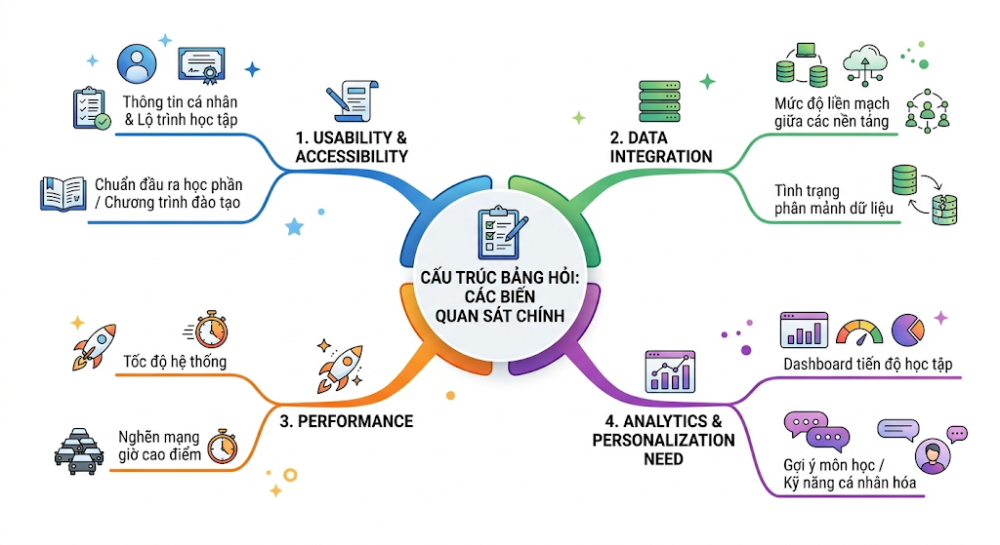 Thông tin cá nhân
& Lộ trình học tập
1. USABILITY &
ACCESSIBILITY
Chuẩn đầu ra học phần
/ Chương trình đào tạo
2. DATA
INTEGRATION
Mức độ liền mạch
giữa các nền tảng
Tình trạng
phân mảnh dữ liệu
CẤU TRÚC BẢNG HỎI:
CÁC BIẾN
QUAN SÁT CHÍNH
Tốc độ hệ thống
3. PERFORMANCE
Nghẽn mạng
giờ cao điểm
4. ANALYTICS &
PERSONALIZATION
NEED
Dashboard tiến độ học tập
Gợi ý môn học /
Kỹ năng cá nhân hóa